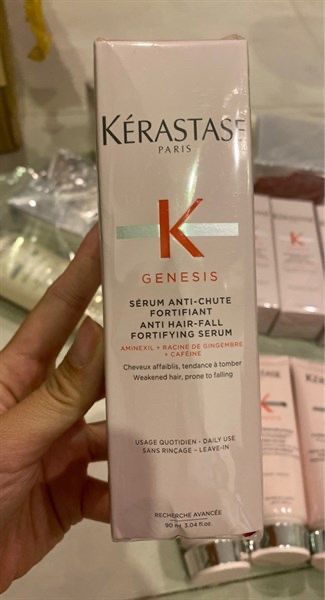 KÉRASTASE
PARIS
K
GENESIS
SÉRUM ANTI-CHUTE
FORTIFIANT
ANTI HAIR-FALL
FORTIFYING SERUM
AMINEXIL + RACINE DE GINGEMBRE
+ CAFÉINE
Cheveux affaiblis, tendance à tomber
Weakened hair, prone to falling
USAGE QUOTIDIEN - DAILY USE
SANS RINÇAGE - LEAVE-IN
RECHERCHE AVANCÉE
90 ml 3.04 fl.oz.